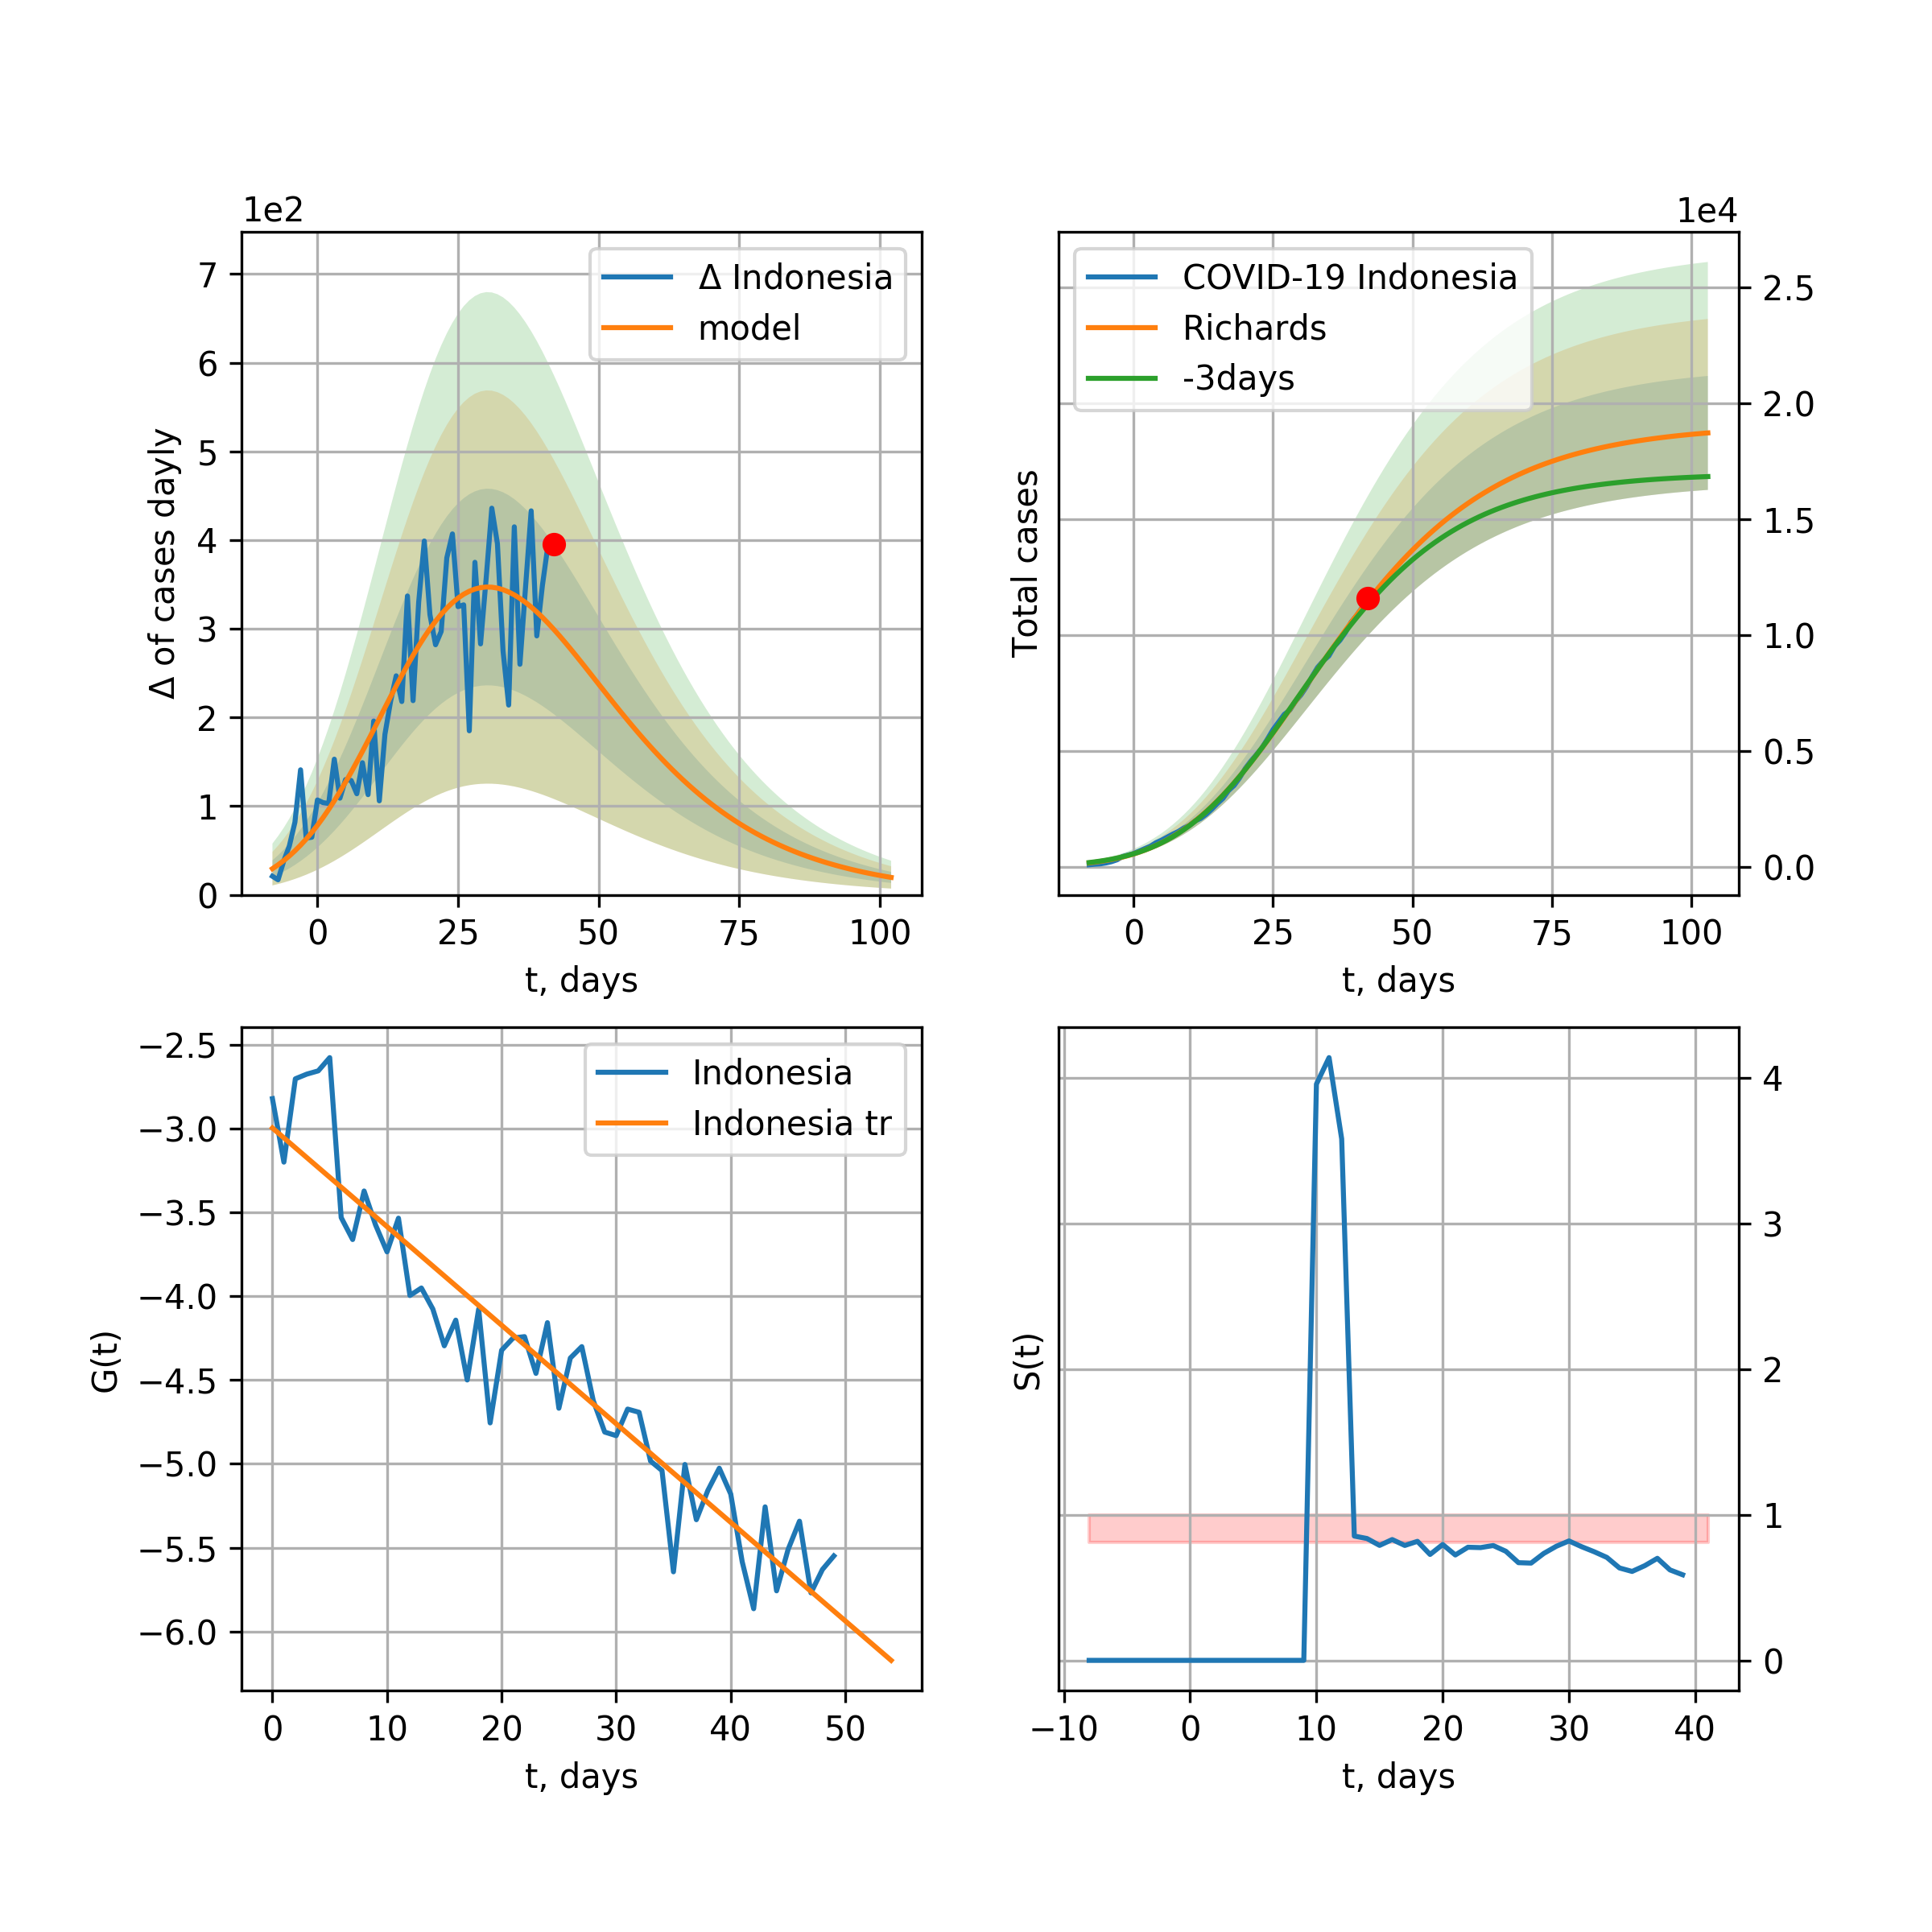 1e2
7
6
5
4
3
2
1
0
Δ of cases dayly
Δ Indonesia
model
0 25 50 75 100
t, days
1e4
COVID-19 Indonesia
Richards
-3days
Total cases
2.5
2.0
1.5
1.0
0.5
0.0
0 25 50 75 100
t, days
−2.5
−3.0
−3.5
−4.0
−4.5
−5.0
−5.5
−6.0
G(t)
Indonesia
Indonesia tr
0 10 20 30 40 50
t, days
S(t)
4
3
2
1
0
−10 0 10 20 30 40
t, days